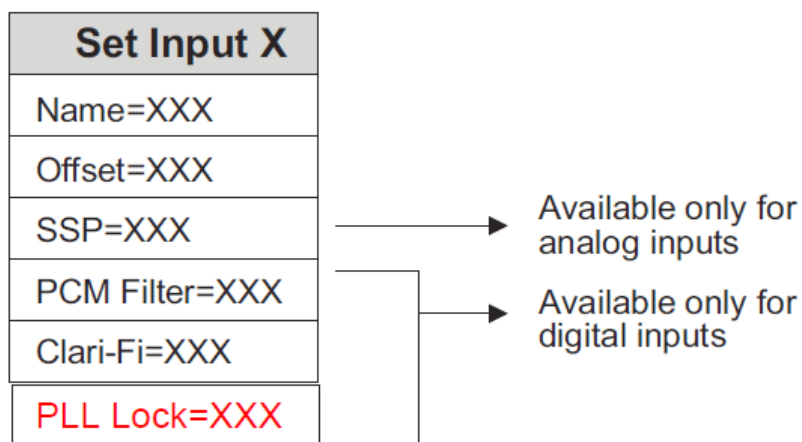 Set Input X
Name=XXX
Offset=XXX
SSP=XXX
Available only for
analog inputs
PCM Filter=XXX
Available only for
digital inputs
Clari-Fi=XXX
PLL Lock=XXX